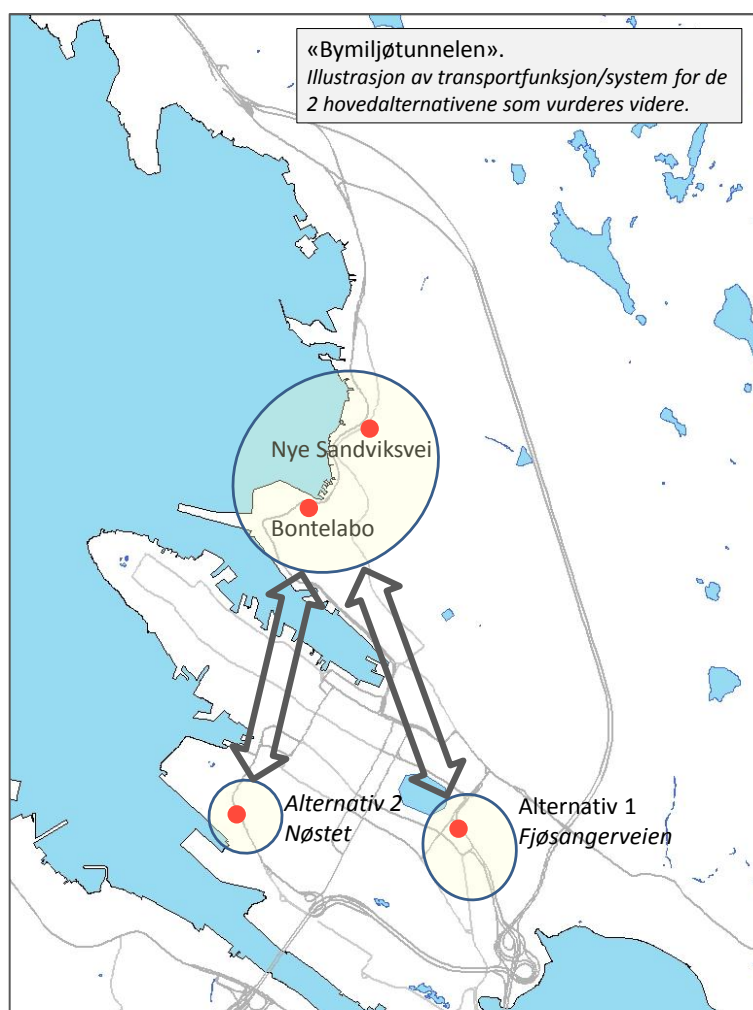 «Bymiljøtunnelen».
Illustrasjon av transportfunksjon/system for de
2 hovedalternativene som vurderes videre.
Nye Sandviksvei
Bontelabo
Alternativ 2
Nøstet
Alternativ 1
Fjøsangerveien